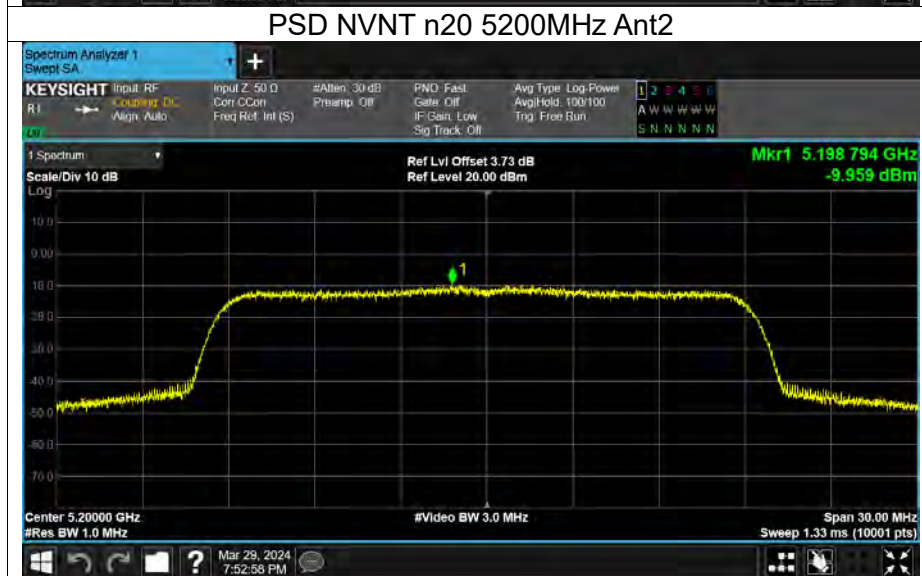 PSD NVNT n20 5200MHz Ant2
Spectrum Analyzer 1
Swept SA
+
KEYSIGHT Input: RF
RL
Coupling: DC
Align: Auto
Input Z: 50 Ω
Corr CCorr
Freq Ref: Int (S)
#Atten: 30 dB
Preamp: Off
PNO: Fast
Gate: Off
IF Gain: Low
Sig Track: Off
Avg Type: Log-Power
Avg|Hold: 100/100
Trig: Free Run
1 2 3 4 5 6
A W W W W W
S N N N N N
1 Spectrum
Scale/Div 10 dB
Log
Ref Lvl Offset 3.73 dB
Ref Level 20.00 dBm
Mkr1 5.198 794 GHz
-9.959 dBm
10.0
0.00
-10.0
-20.0
-30.0
-40.0
-50.0
-60.0
-70.0
1
Center 5.20000 GHz
#Res BW 1.0 MHz
#Video BW 3.0 MHz
Span 30.00 MHz
Sweep 1.33 ms (10001 pts)
?
Mar 29, 2024
7:52:58 PM